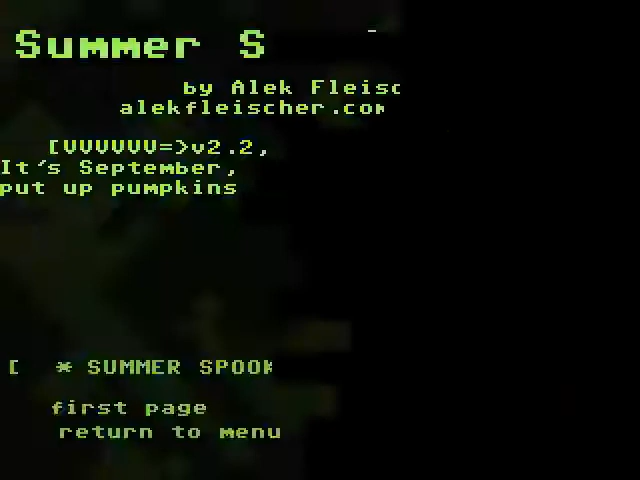 Summer S
by Alek Fleisc
alekfleischer.com
[VVVVVV=>v2.2,
It's September,
put up pumpkins
[ * SUMMER SPOOK
first page
return to menu